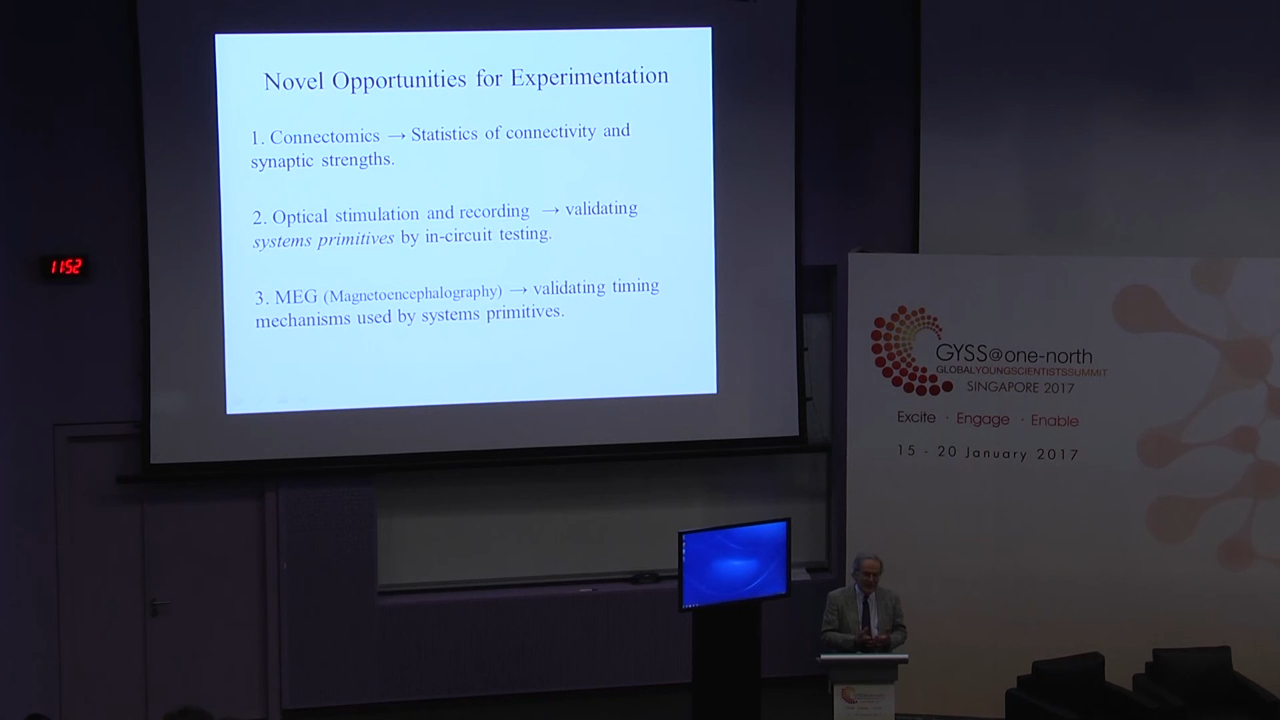 Novel Opportunities for Experimentation
1. Connectomics → Statistics of connectivity and
synaptic strengths.
2. Optical stimulation and recording → validating
systems primitives by in-circuit testing.
3. MEG (Magnetoencephalography) → validating timing
mechanisms used by systems primitives.
11:52
GYSS@one-north
GLOBALYOUNGSCIENTISTSSUMMIT
SINGAPORE 2017
Excite · Engage · Enable
15 - 20 January 2017